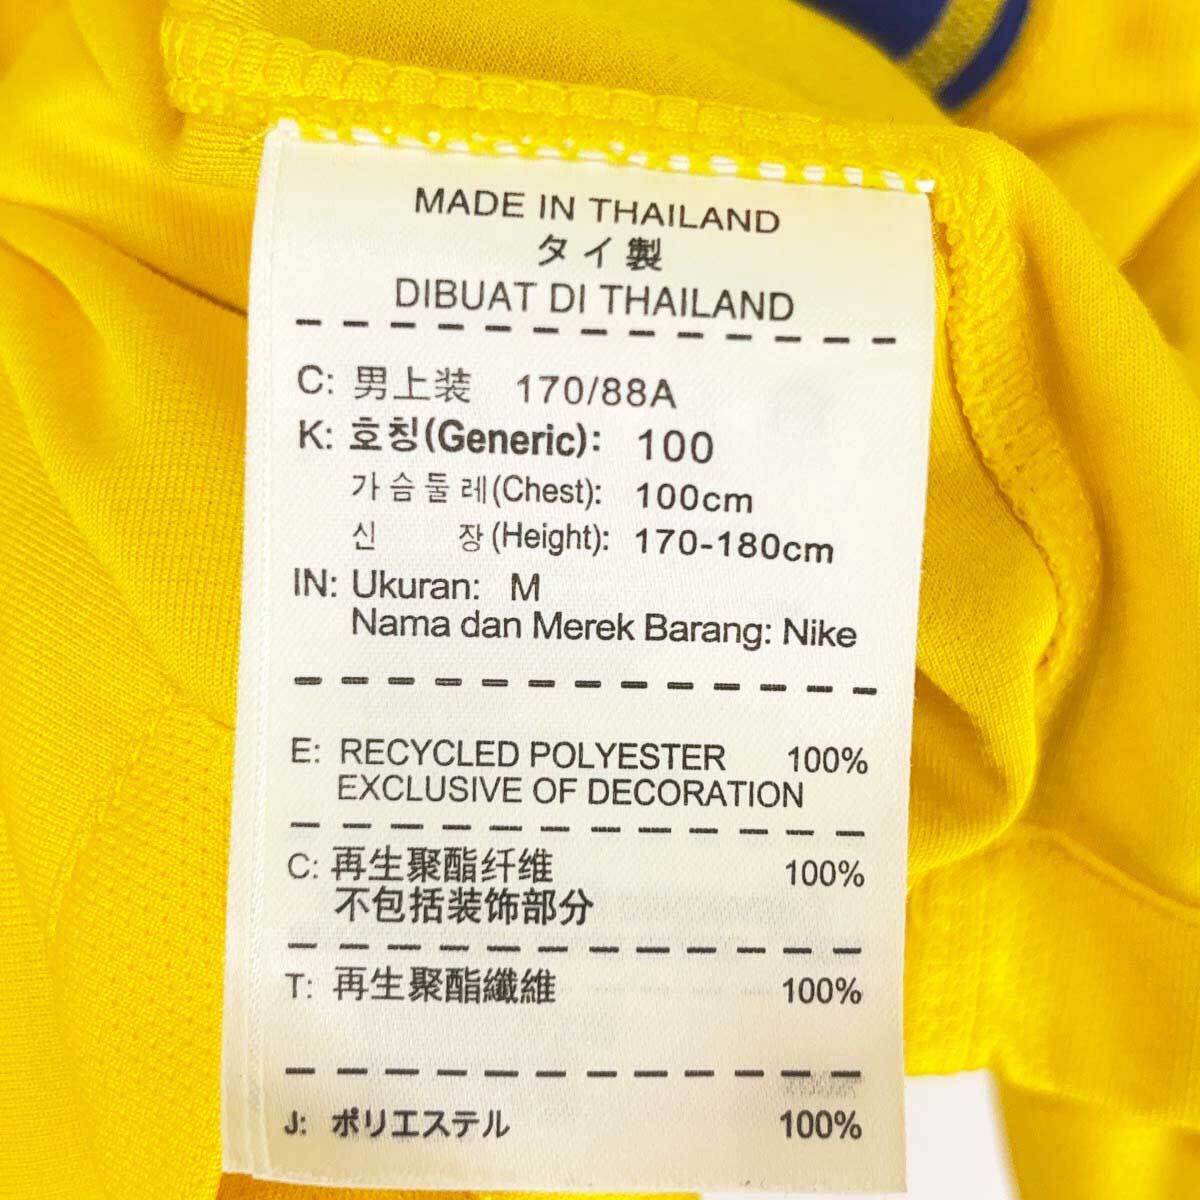 MADE IN THAILAND
タイ製
DIBUAT DI THAILAND
C: 男上装 170/88A
K: 호칭(Generic): 100
가슴둘레(Chest): 100cm
신 장(Height): 170-180cm
IN: Ukuran: M
Nama dan Merek Barang: Nike
E: RECYCLED POLYESTER 100%
EXCLUSIVE OF DECORATION
C: 再生聚酯纤维 100%
不包括装饰部分
T: 再生聚酯纖維 100%
J: ポリエステル 100%